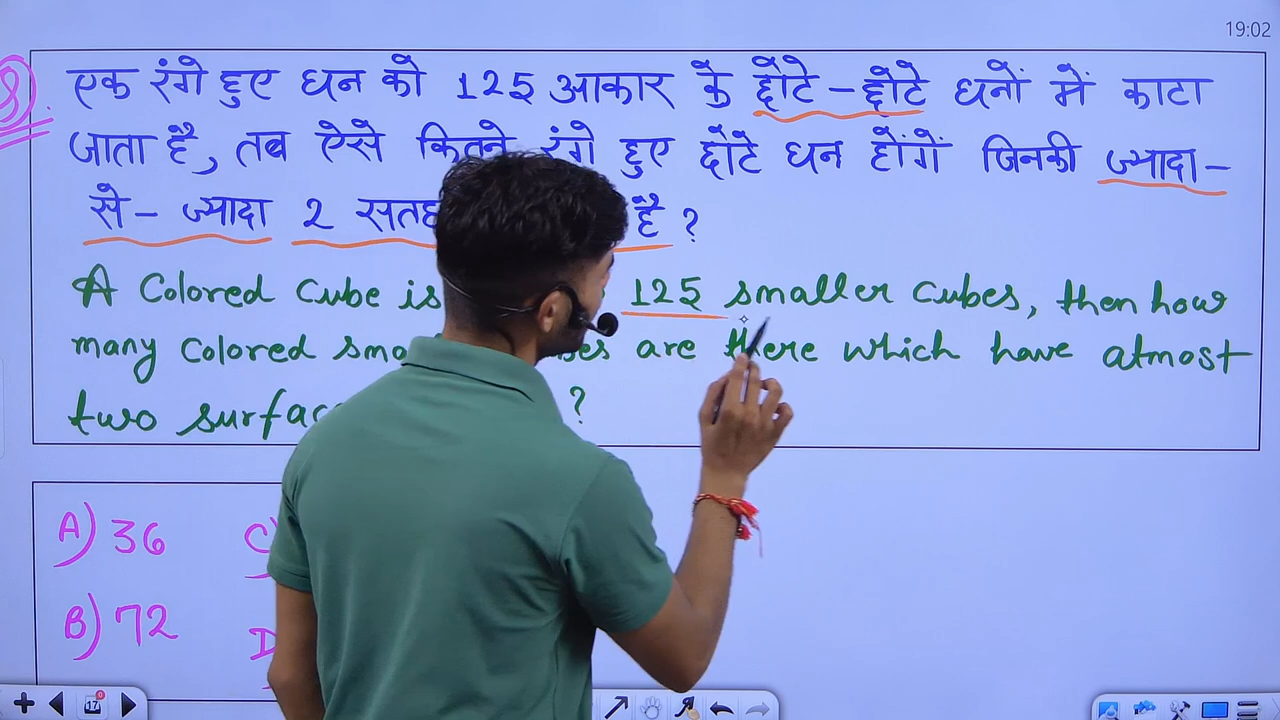 19:02
8).
एक रंगे हुए घन को 125 आकार के छोटे-छोटे घनों में काटा
जाता है, तब ऐसे कितने रंगे हुए छोटे घन होंगें जिनकी ज्यादा-
से- ज्यादा 2 सतह है ?
A Colored Cube is 125 smaller cubes, then how
many colored are there which have atmost
two ?
A) 36
C)
B) 72
D
17